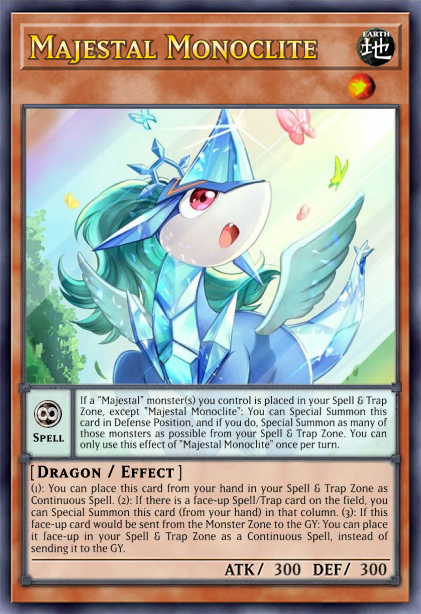 Majestal Monoclite
EARTH
地
If a "Majestal" monster(s) you control is placed in your Spell & Trap
Zone, except "Majestal Monoclite": You can Special Summon this
card in Defense Position, and if you do, Special Summon as many of
those monsters as possible from your Spell & Trap Zone. You can
only use this effect of "Majestal Monoclite" once per turn.
Spell
[ Dragon / Effect ]
(1): You can place this card from your hand in your Spell & Trap Zone as
Continuous Spell. (2): If there is a face-up Spell/Trap card on the field, you
can Special Summon this card (from your hand) in that column. (3): If this
face-up card would be sent from the Monster Zone to the GY: You can place
it face-up in your Spell & Trap Zone as a Continuous Spell, instead of
sending it to the GY.
ATK/ 300 DEF/ 300